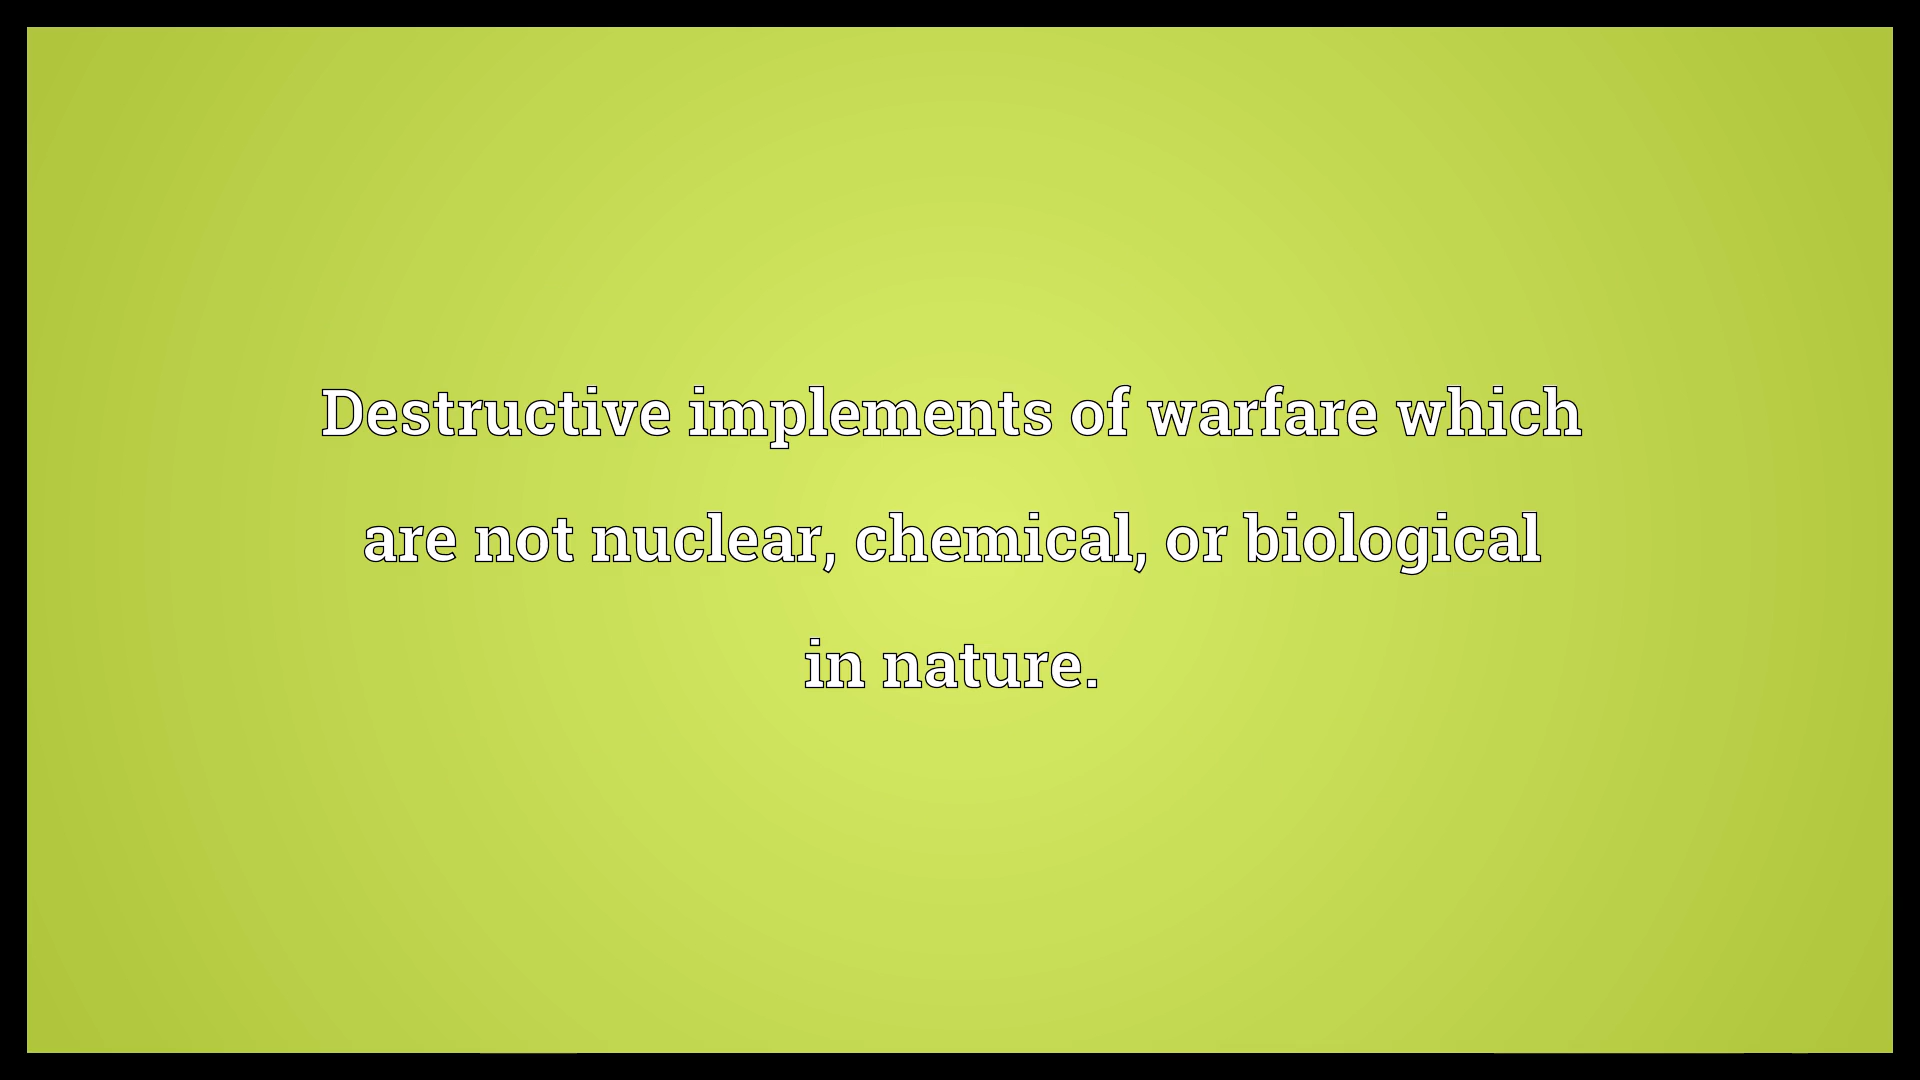 Destructive implements of warfare which
are not nuclear, chemical, or biological
in nature.